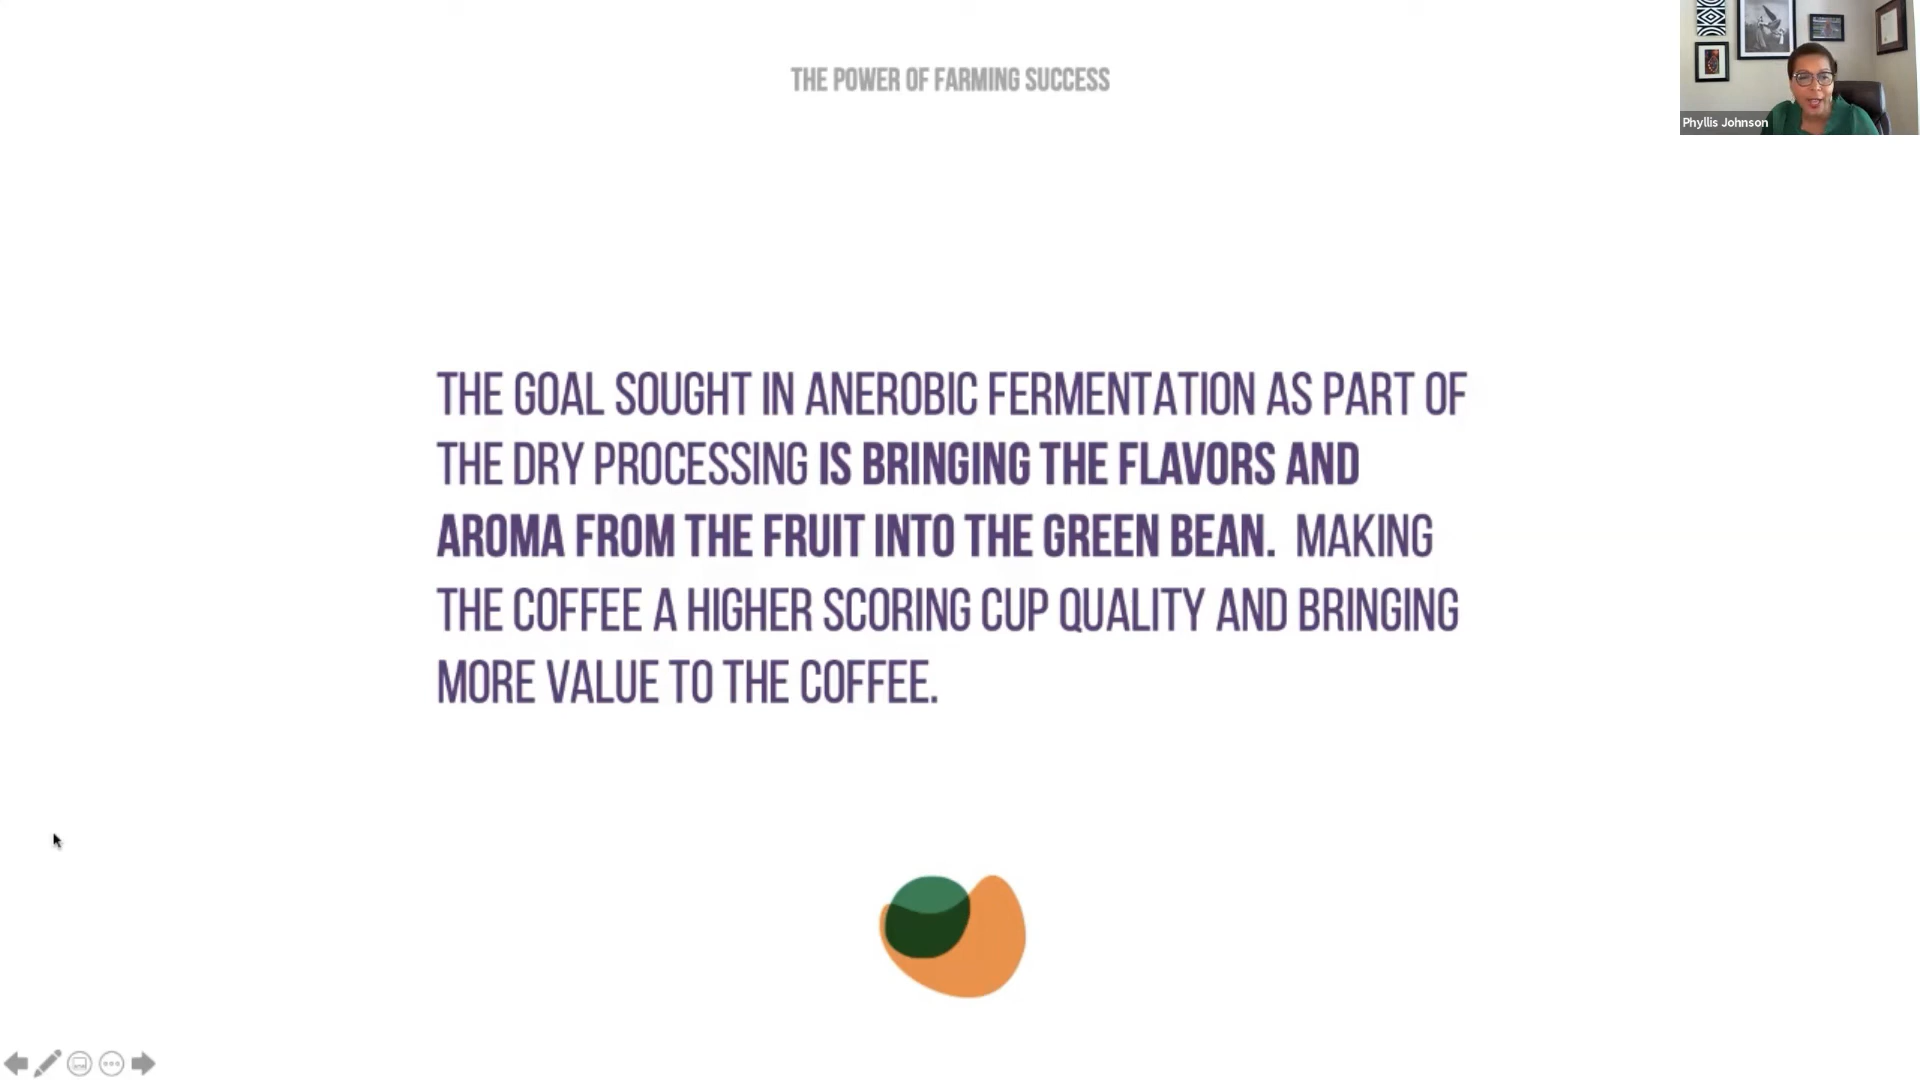 THE POWER OF FARMING SUCCESS
Phyllis Johnson
THE GOAL SOUGHT IN ANEROBIC FERMENTATION AS PART OF
THE DRY PROCESSING IS BRINGING THE FLAVORS AND
AROMA FROM THE FRUIT INTO THE GREEN BEAN. MAKING
THE COFFEE A HIGHER SCORING CUP QUALITY AND BRINGING
MORE VALUE TO THE COFFEE.